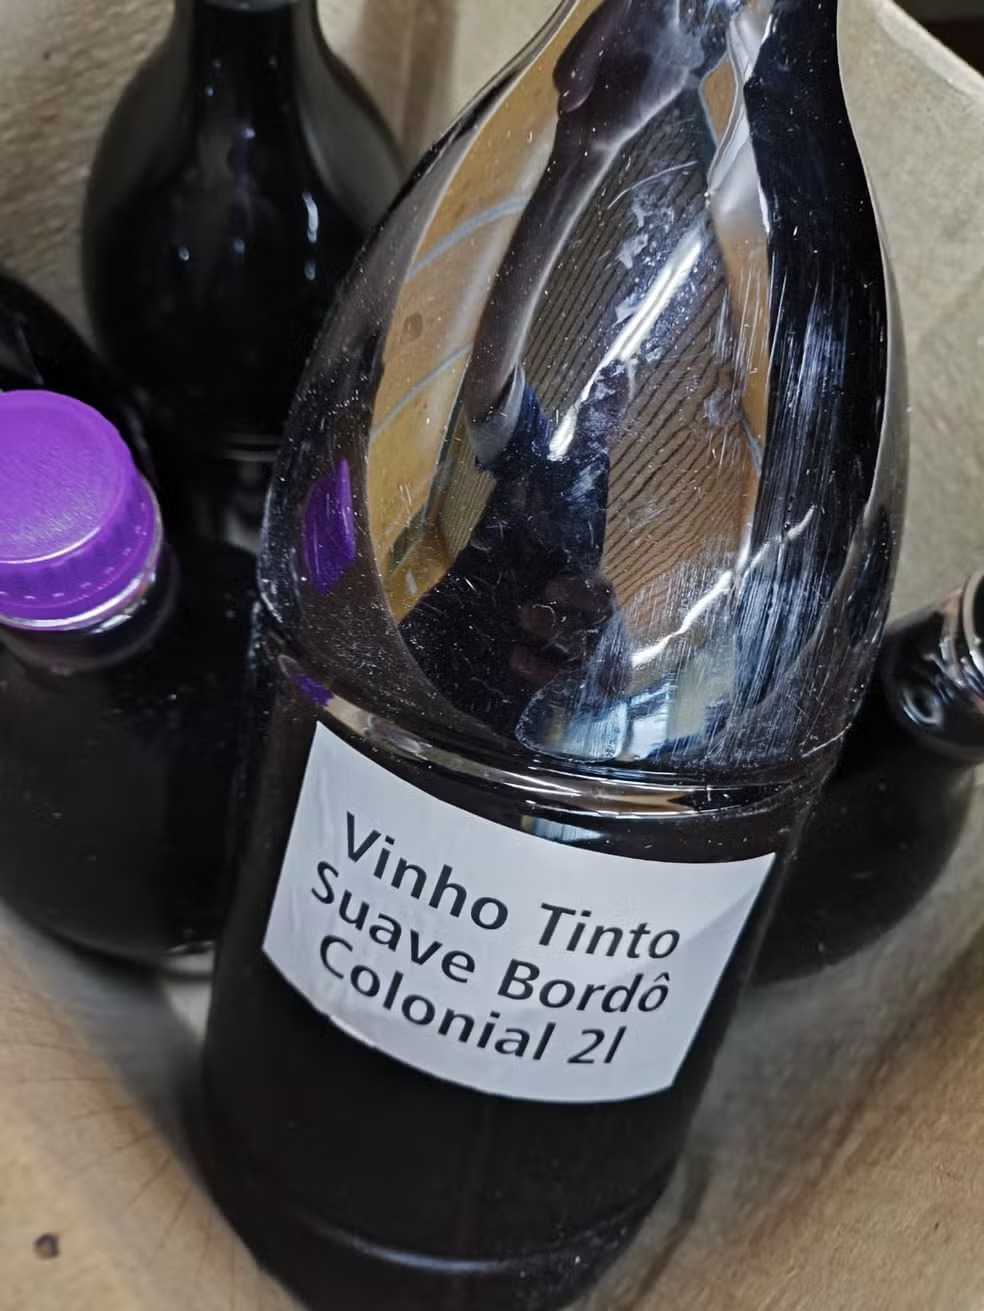 Vinho Tinto
Suave Bordô
Colonial 2l